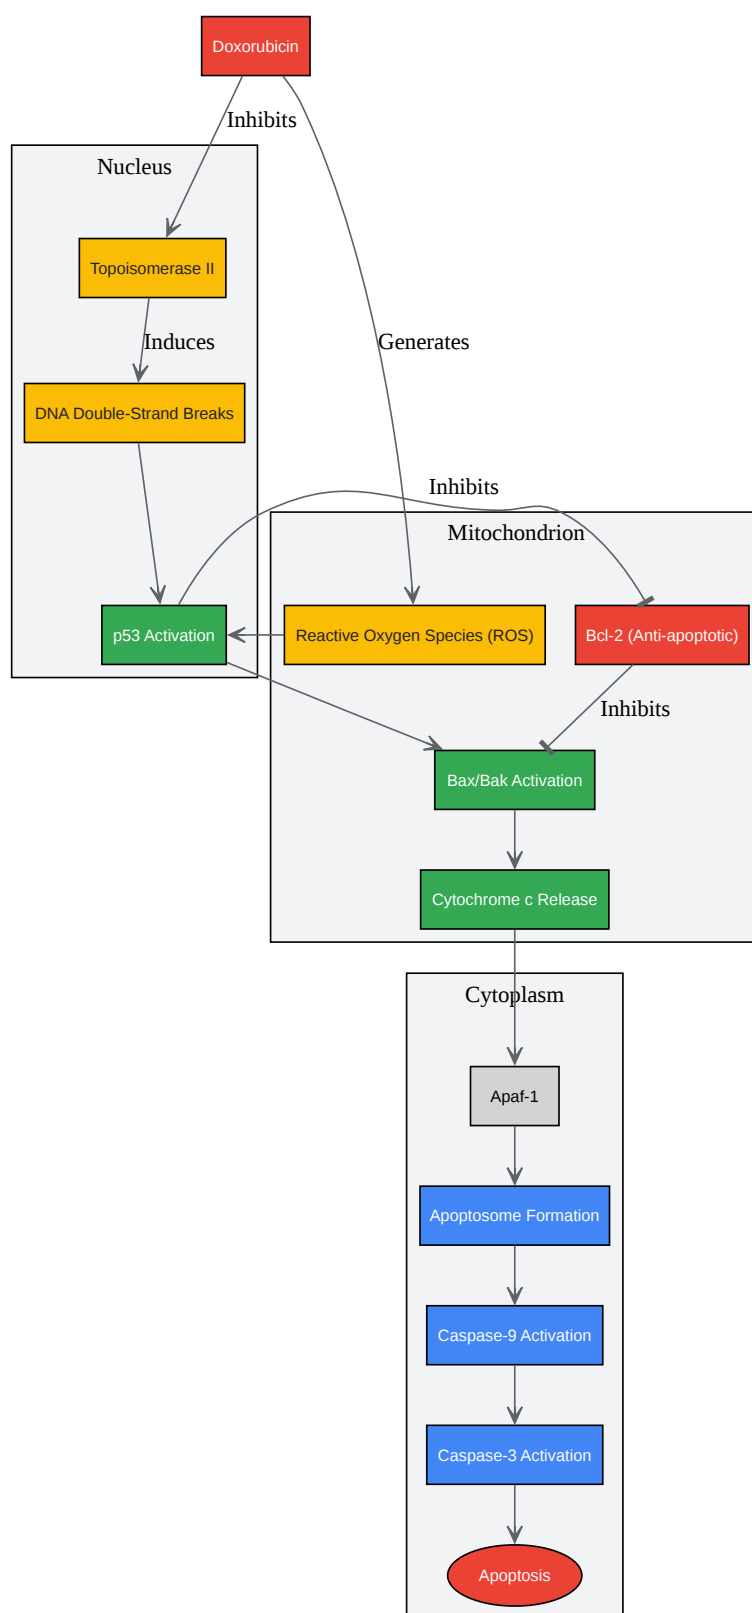 Doxorubicin
Inhibits
Nucleus
Topoisomerase II
Induces
Generates
DNA Double-Strand Breaks
Inhibits
Mitochondrion
p53 Activation
Reactive Oxygen Species (ROS)
Bcl-2 (Anti-apoptotic)
Inhibits
Bax/Bak Activation
Cytochrome c Release
Cytoplasm
Apaf-1
Apoptosome Formation
Caspase-9 Activation
Caspase-3 Activation
Apoptosis